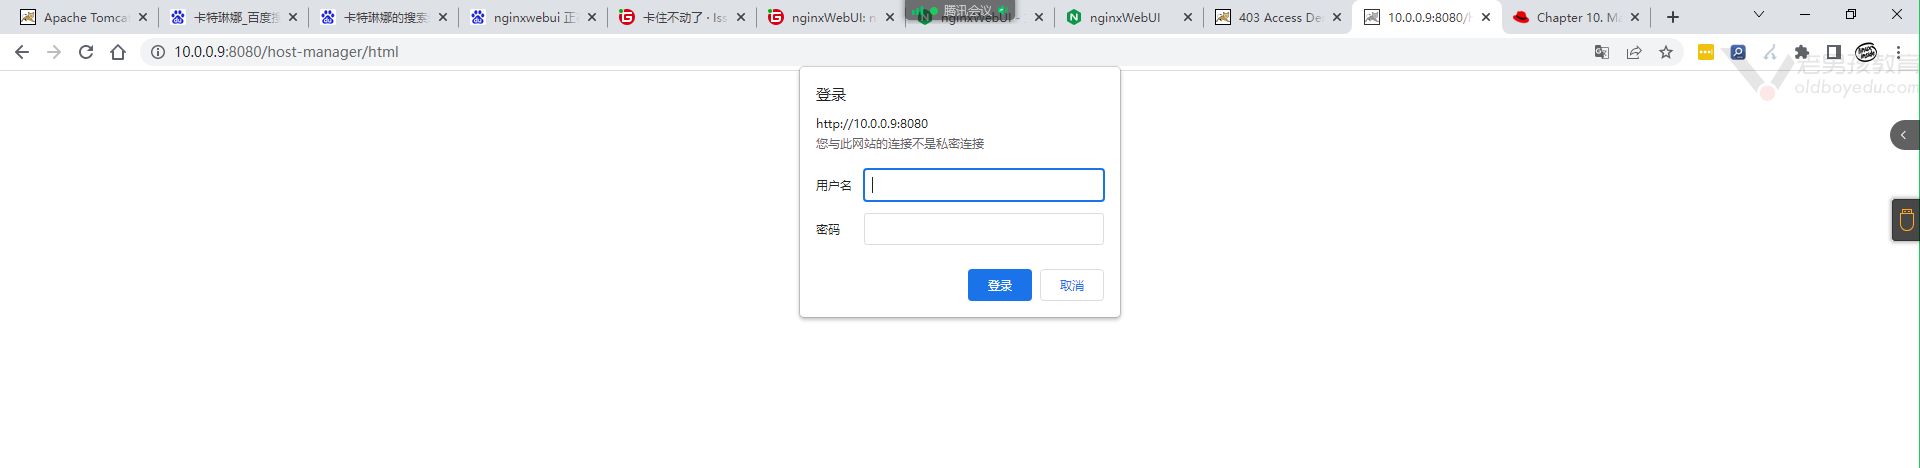 腾讯会议
Apache Tomca
卡特琳娜_百度搜
卡特琳娜的搜索
nginxwebui 正
卡住不动了 · Iss
nginxWebUI: n
nginxWebUI -
nginxWebUI
403 Access De
10.0.0.9:8080/
Chapter 10. M
10.0.0.9:8080/host-manager/html
老男孩教育
oldboyedu.com
登录
http://10.0.0.9:8080
您与此网站的连接不是私密连接
用户名
密码
登录 取消